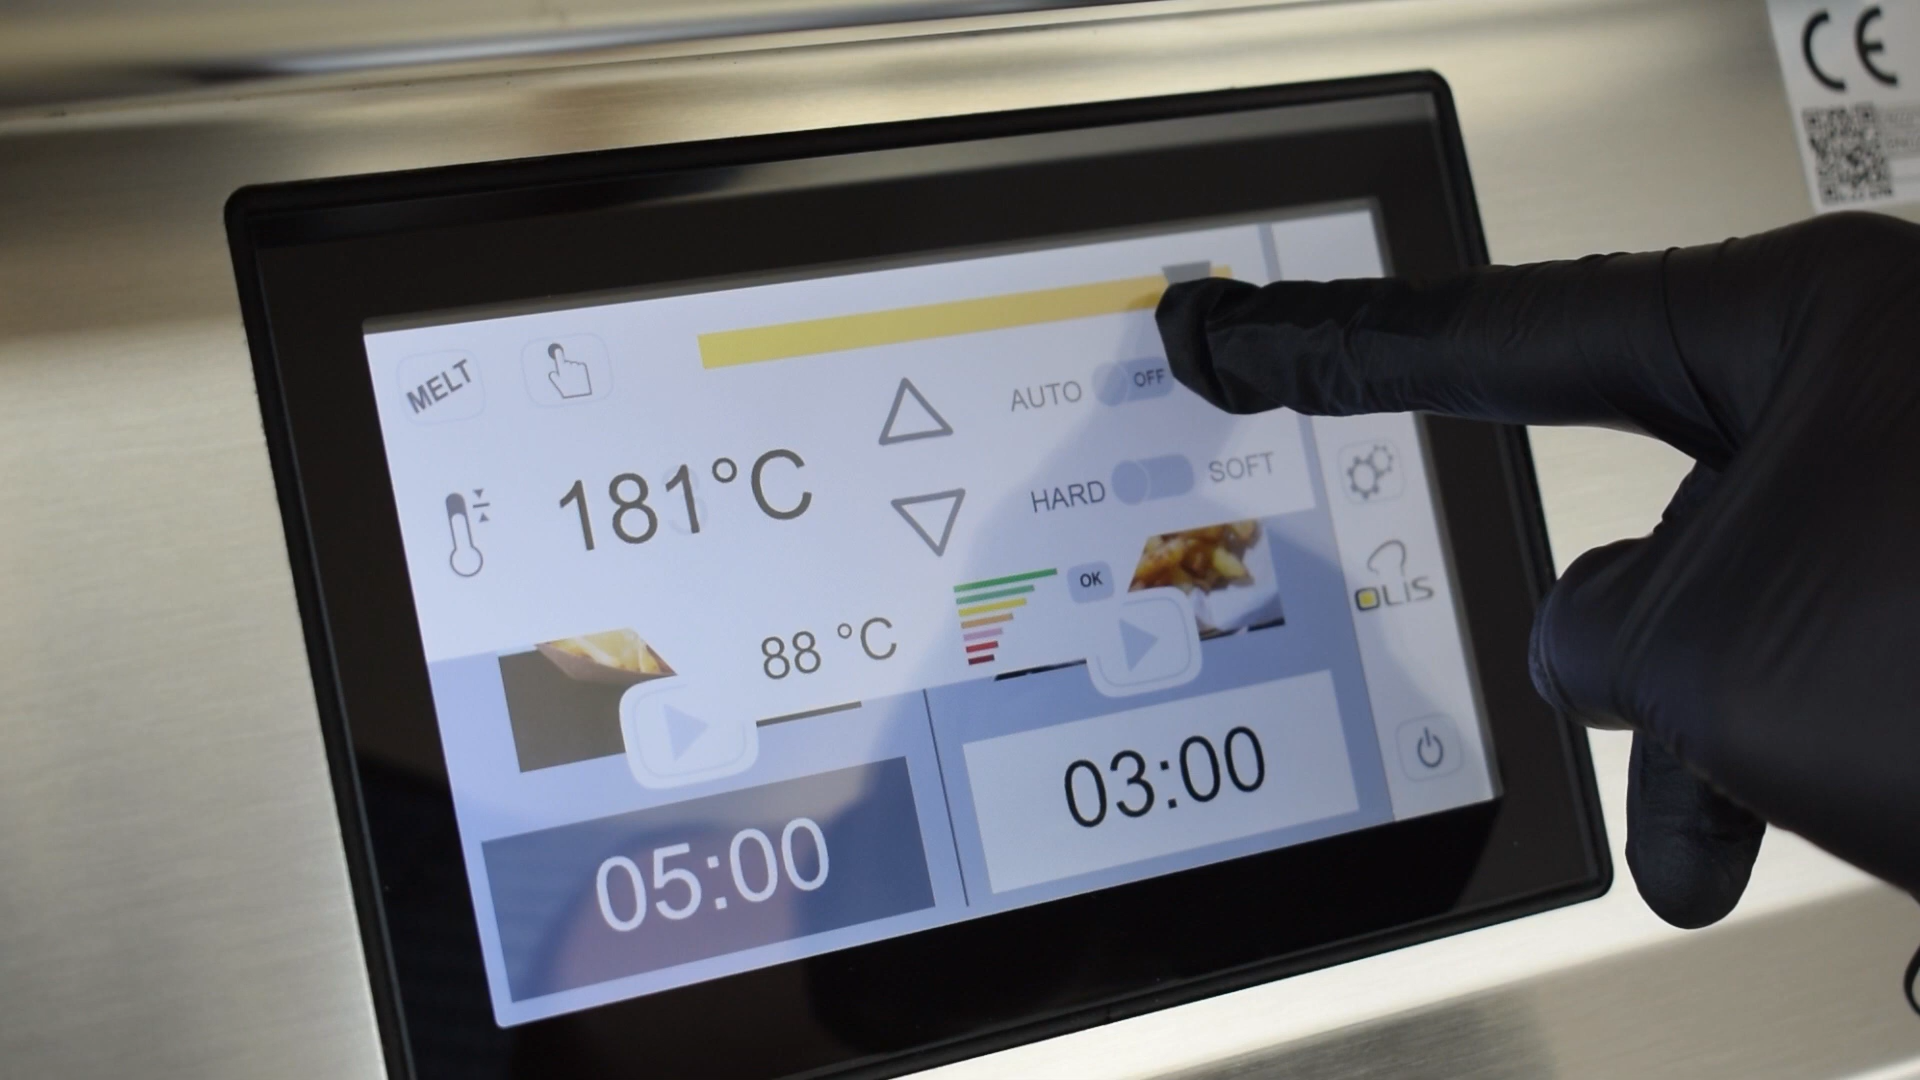 CE
MELT
AUTO OFF
181°C
HARD SOFT
OK
88 °C
OLIS
03:00
05:00